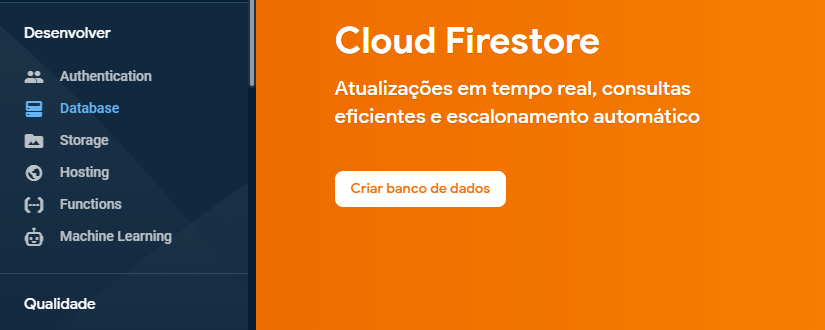 Desenvolver
Authentication
Database
Storage
Hosting
Functions
Machine Learning
Qualidade
Cloud Firestore
Atualizações em tempo real, consultas
eficientes e escalonamento automático
Criar banco de dados